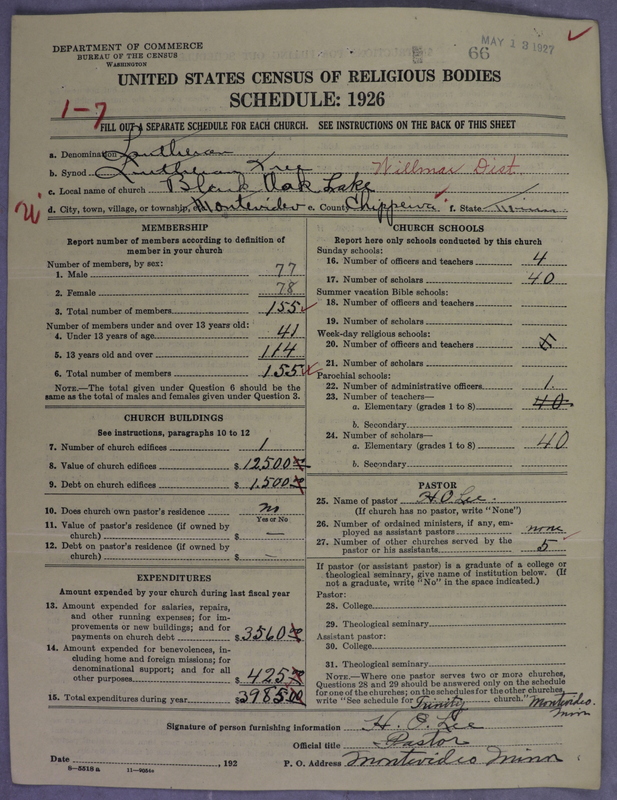 DEPARTMENT OF COMMERCE
BUREAU OF THE CENSUS
WASHINGTON
66
MAY 13 1927
UNITED STATES CENSUS OF RELIGIOUS BODIES
SCHEDULE: 1926
1-7
FILL OUT A SEPARATE SCHEDULE FOR EACH CHURCH. SEE INSTRUCTIONS ON THE BACK OF THIS SHEET
a. Denomination Lutheran
b. Synod Lutheran Free Willmar Dist.
c. Local name of church Black Oak Lake
d. City, town, village, or township, Montevideo e. County Chippewa f. State Minn.
MEMBERSHIP
Report number of members according to definition of
member in your church
Number of members, by sex:
1. Male 77
2. Female 78
3. Total number of members 155
Number of members under and over 13 years old:
4. Under 13 years of age 41
5. 13 years old and over 114
6. Total number of members 155
NOTE.—The total given under Question 6 should be the
same as the total of males and females given under Question 3.
CHURCH BUILDINGS
See instructions, paragraphs 10 to 12
7. Number of church edifices 1
8. Value of church edifices $12500
9. Debt on church edifices $1500
10. Does church own pastor's residence no
Yes or No
11. Value of pastor's residence (if owned by
church) $ —
12. Debt on pastor's residence (if owned by
church) $
EXPENDITURES
Amount expended by your church during last fiscal year
13. Amount expended for salaries, repairs,
and other running expenses; for im-
provements or new buildings; and for
payments on church debt $3560
14. Amount expended for benevolences, in-
cluding home and foreign missions; for
denominational support; and for all
other purposes $425
15. Total expenditures during year $3985.00
CHURCH SCHOOLS
Report here only schools conducted by this church
Sunday schools:
16. Number of officers and teachers 4
17. Number of scholars 40
Summer vacation Bible schools:
18. Number of officers and teachers
19. Number of scholars
Week-day religious schools:
20. Number of officers and teachers
21. Number of scholars
Parochial schools:
22. Number of administrative officers 1.
23. Number of teachers—
a. Elementary (grades 1 to 8) 40
b. Secondary
24. Number of scholars—
a. Elementary (grades 1 to 8) 40
b. Secondary
PASTOR
25. Name of pastor H. O. Lee.
(If church has no pastor, write "None")
26. Number of ordained ministers, if any, em-
ployed as assistant pastors none
27. Number of other churches served by the
pastor or his assistants 5
If pastor (or assistant pastor) is a graduate of a college or
theological seminary, give name of institution below. (If
not a graduate, write "No" in the space indicated.)
Pastor:
28. College
29. Theological seminary
Assistant pastor:
30. College
31. Theological seminary
NOTE.—Where one pastor serves two or more churches,
Questions 28 and 29 should be answered only on the schedule
for one of the churches; on the schedules for the other churches,
write "See schedule for Trinity church." Montevideo. Minn
Signature of person furnishing information H. O. Lee
Official title Pastor
Date , 192 P. O. Address Montevideo Minn
8—5518 a 11—9054